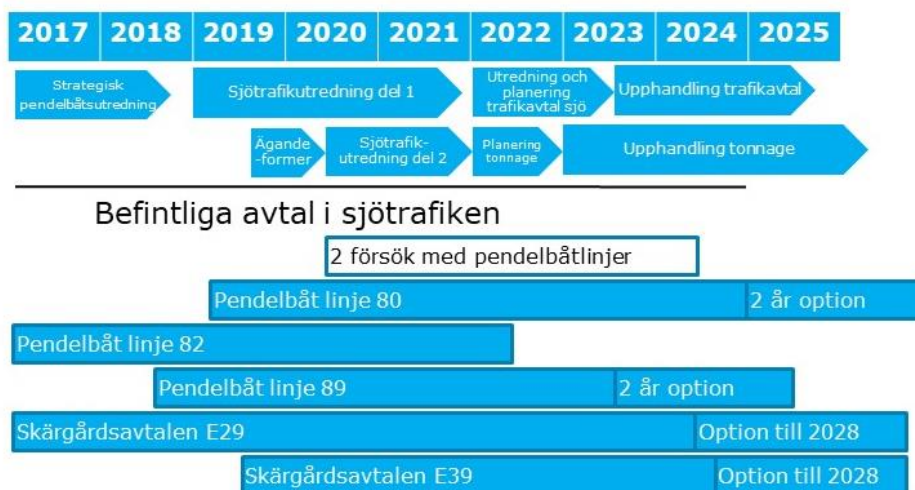 2017 2018 2019 2020 2021 2022 2023 2024 2025
Strategisk
pendelbåtsutredning
Sjötrafikutredning del 1
Utredning och
planering
trafikavtal sjö
Upphandling trafikavtal
Ägande
-former
Sjötrafik-
utredning del 2
Planering
tonnage
Upphandling tonnage
Befintliga avtal i sjötrafiken
2 försök med pendelbåtlinjer
Pendelbåt linje 80 2 år option
Pendelbåt linje 82
Pendelbåt linje 89 2 år option
Skärgårdsavtalen E29 Option till 2028
Skärgårdsavtalen E39 Option till 2028